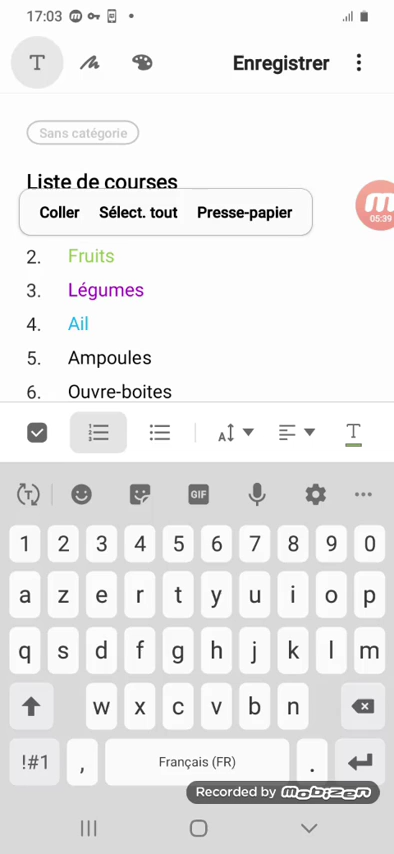 17:03
Enregistrer
Sans catégorie
Liste de courses
Coller Sélect. tout Presse-papier
05:39
2. Fruits
3. Légumes
4. Ail
5. Ampoules
6. Ouvre-boites
A T
T GIF
1 2 3 4 5 6 7 8 9 0
a z e r t y u i o p
q s d f g h j k l m
w x c v b n
!#1 , Français (FR) .
Recorded by mobizen